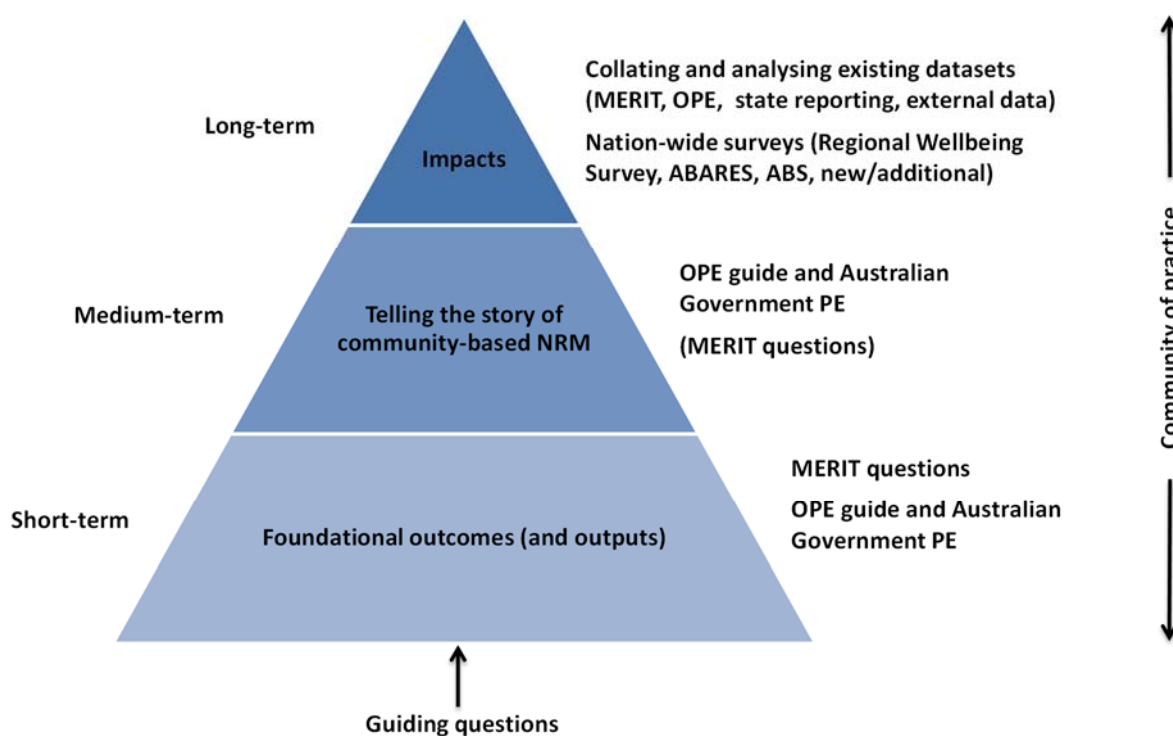 Long-term
Impacts
Collating and analysing existing datasets
(MERIT, OPE, state reporting, external data)
Nation-wide surveys (Regional Wellbeing
Survey, ABARES, ABS, new/additional)
Medium-term
Telling the story of
community-based NRM
OPE guide and Australian
Government PE
(MERIT questions)
Short-term
Foundational outcomes (and outputs)
MERIT questions
OPE guide and Australian
Government PE
Guiding questions
Community of practice